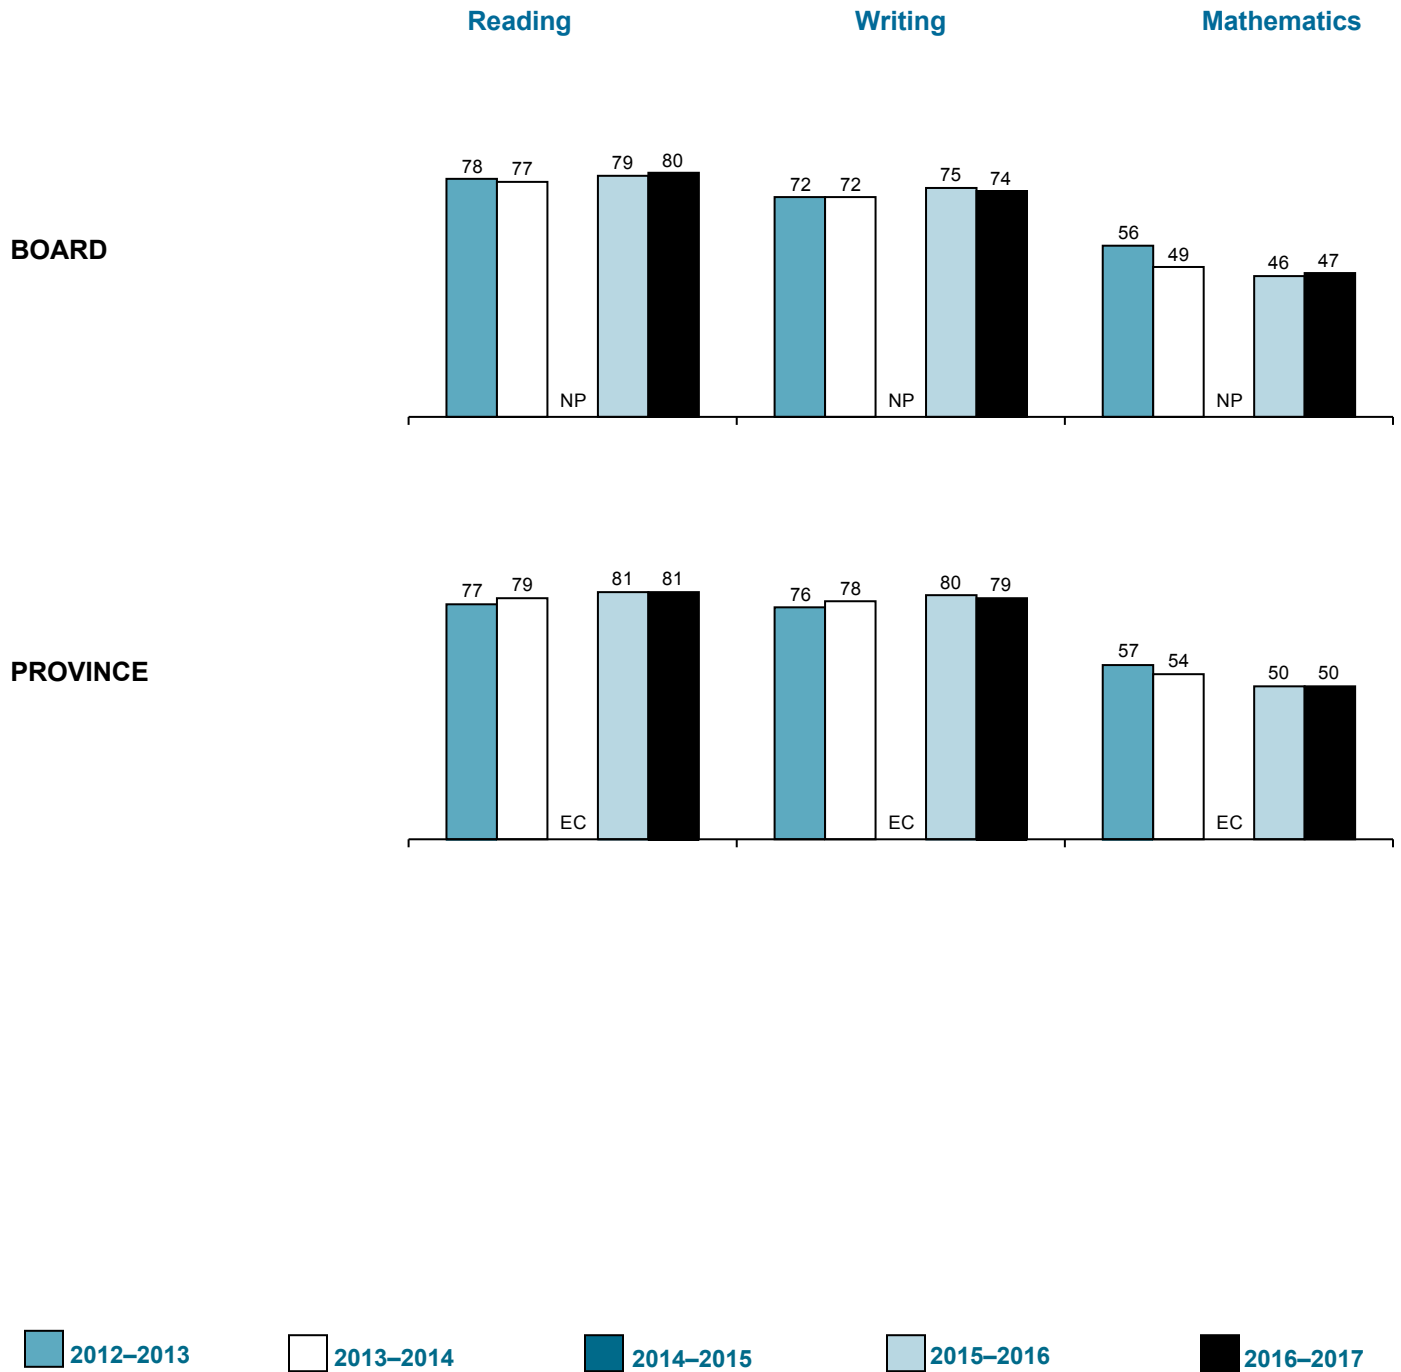 Reading Writing Mathematics
BOARD
78 77 NP 79 80 72 72 NP 75 74 56 49 NP 46 47
PROVINCE
77 79 EC 81 81 76 78 EC 80 79 57 54 EC 50 50
2012–2013 2013–2014 2014–2015 2015–2016 2016–2017